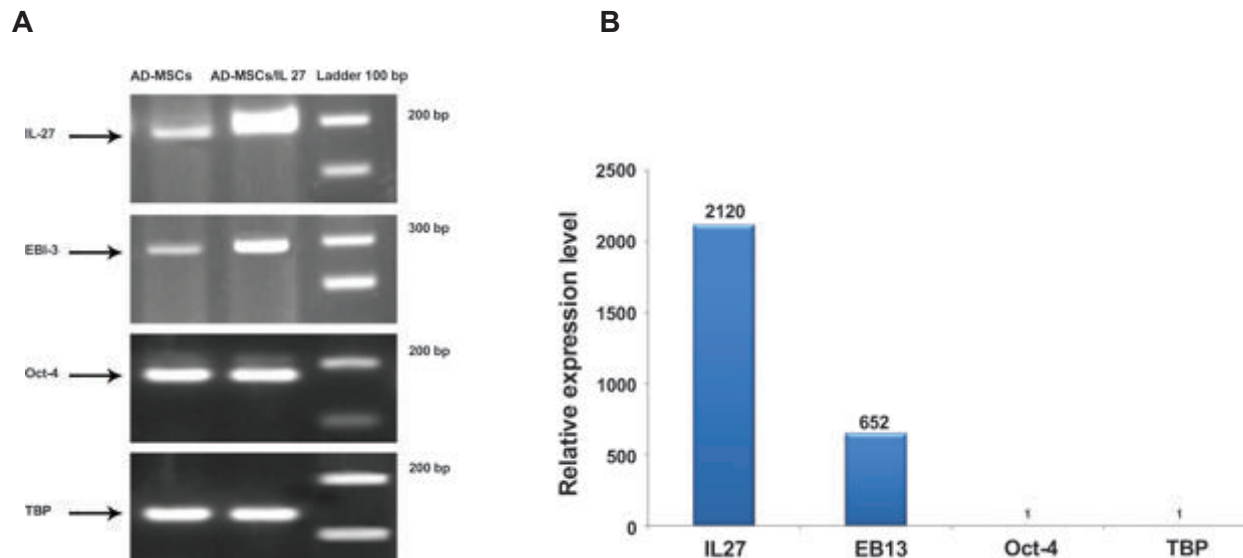 A
B
AD-MSCs AD-MSCs/IL 27 Ladder 100 bp
IL-27
200 bp
EBI-3
300 bp
Oct-4
200 bp
TBP
200 bp
Relative expression level
2500
2000
1500
1000
500
0
2120
652
1
1
IL27 EB13 Oct-4 TBP